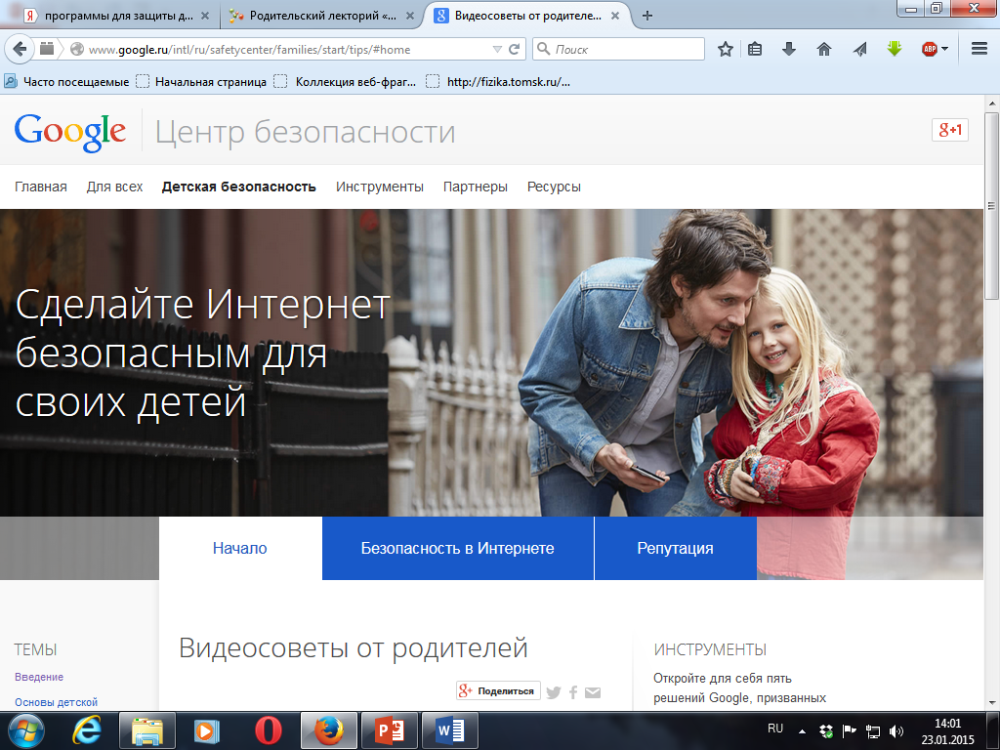 программы для защиты д...
Родительский лекторий «...
Видеосоветы от родителе...
www.google.ru/intl/ru/safetycenter/families/start/tips/#home
Поиск
ABP
Часто посещаемые
Начальная страница
Коллекция веб-фраг...
http://fizika.tomsk.ru/...
Google
Центр безопасности
g+1
Главная
Для всех
Детская безопасность
Инструменты
Партнеры
Ресурсы
Сделайте Интернет
безопасным для
своих детей
Начало
Безопасность в Интернете
Репутация
ТЕМЫ
Введение
Основы детской
Видеосоветы от родителей
g+ Поделиться
ИНСТРУМЕНТЫ
Откройте для себя пять
решений Google, призванных
RU
14:01
23.01.2015